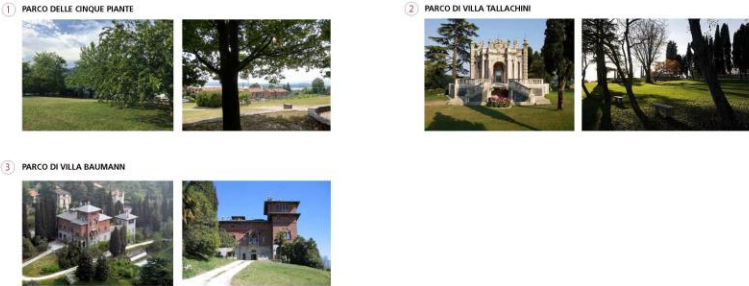 1 PARCO DELLE CINQUE PIANTE
2 PARCO DI VILLA TALLACHINI
3 PARCO DI VILLA BAUMANN